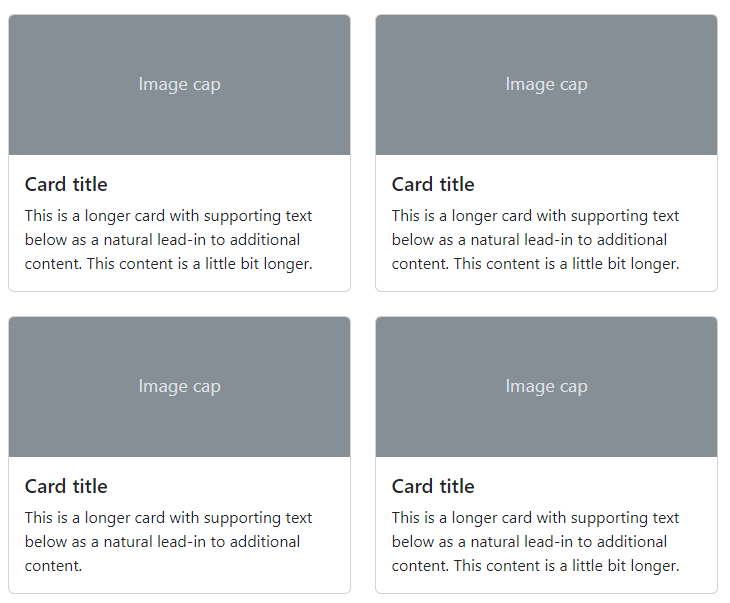 Image cap
Card title
This is a longer card with supporting text
below as a natural lead-in to additional
content. This content is a little bit longer.
Image cap
Card title
This is a longer card with supporting text
below as a natural lead-in to additional
content. This content is a little bit longer.
Image cap
Card title
This is a longer card with supporting text
below as a natural lead-in to additional
content.
Image cap
Card title
This is a longer card with supporting text
below as a natural lead-in to additional
content. This content is a little bit longer.